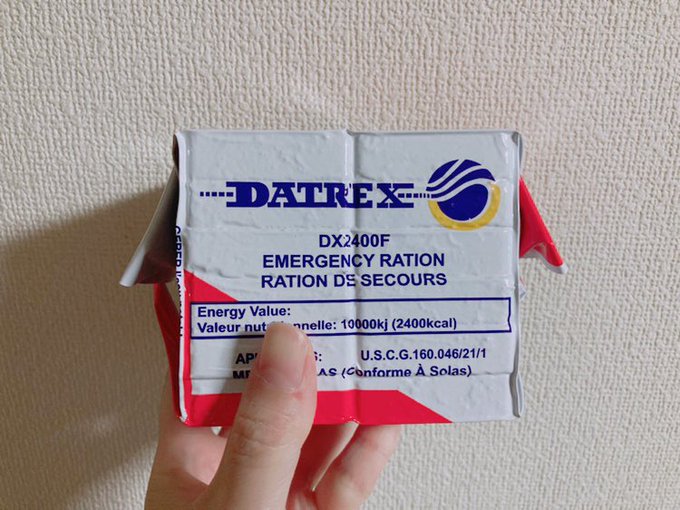 DATREX
DX2400F
EMERGENCY RATION
RATION DE SECOURS
Energy Value:
Valeur nut nnelle: 10000kj (2400kcal)
U.S.C.G.160.046/21/1
AS (Conforme À Solas)